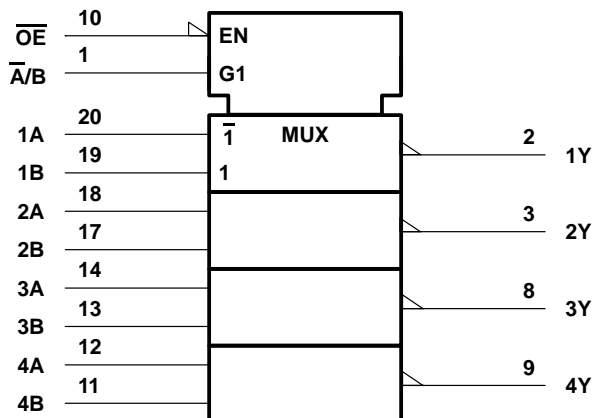 10
O̅E̅ EN
1
A̅/B G1
20
1A 1̅ MUX 2
19 1Y
1B 1
18
2A 3
17 2Y
2B
14
3A 8
13 3Y
3B
12
4A 9
11 4Y
4B